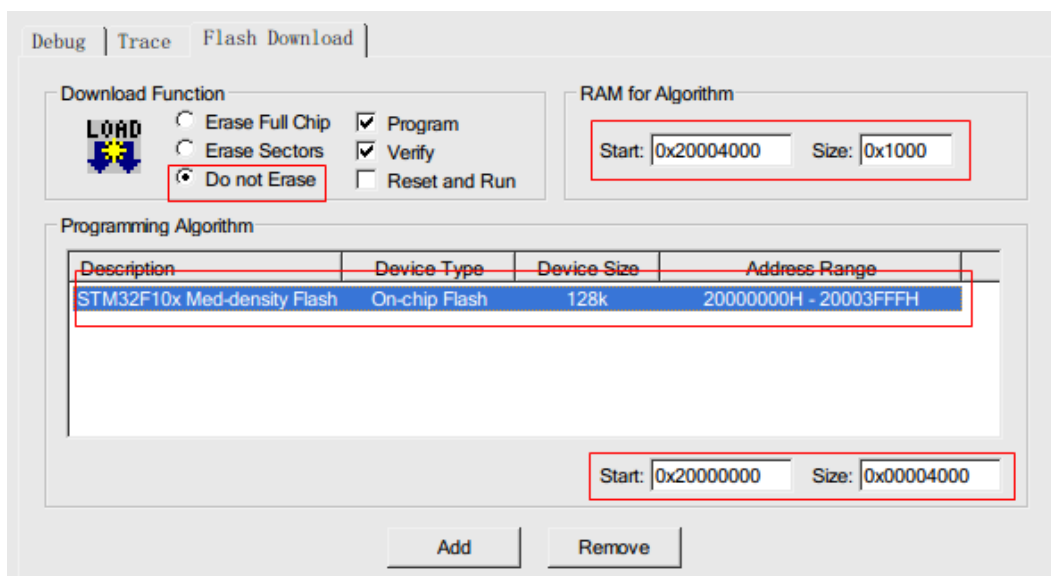 Debug Trace Flash Download
Download Function
RAM for Algorithm
LOAD
Erase Full Chip Program
Erase Sectors Verify
Do not Erase Reset and Run
Start: 0x20004000 Size: 0x1000
Programming Algorithm
Description Device Type Device Size Address Range
STM32F10x Med-density Flash On-chip Flash 128k 20000000H - 20003FFFH
Start: 0x20000000 Size: 0x00004000
Add Remove